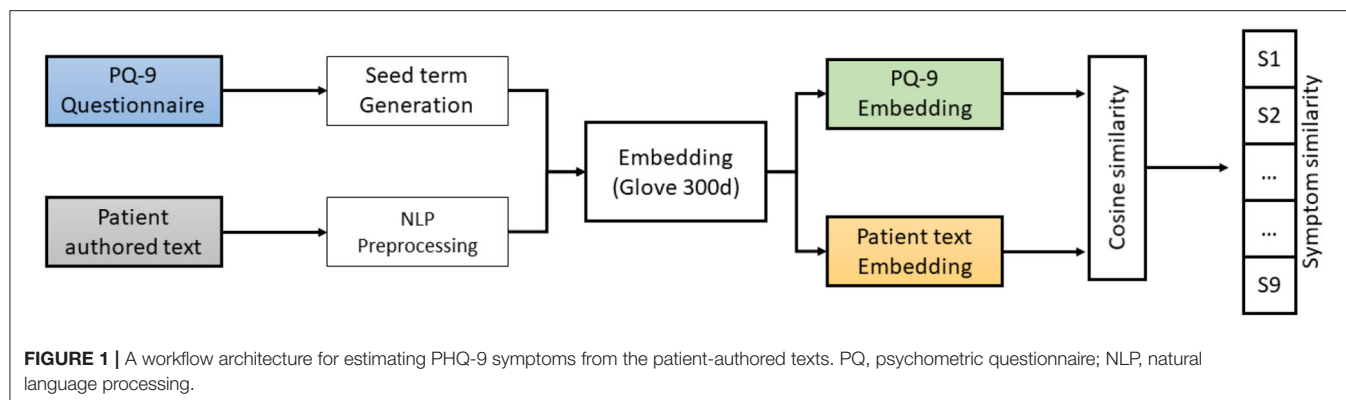 PQ-9
Questionnaire
Seed term
Generation
Patient
authored text
NLP
Preprocessing
Embedding
(Glove 300d)
PQ-9
Embedding
Patient text
Embedding
Cosine similarity
S1
S2
...
...
S9
Symptom similarity
FIGURE 1 | A workflow architecture for estimating PHQ-9 symptoms from the patient-authored texts. PQ, psychometric questionnaire; NLP, natural
language processing.